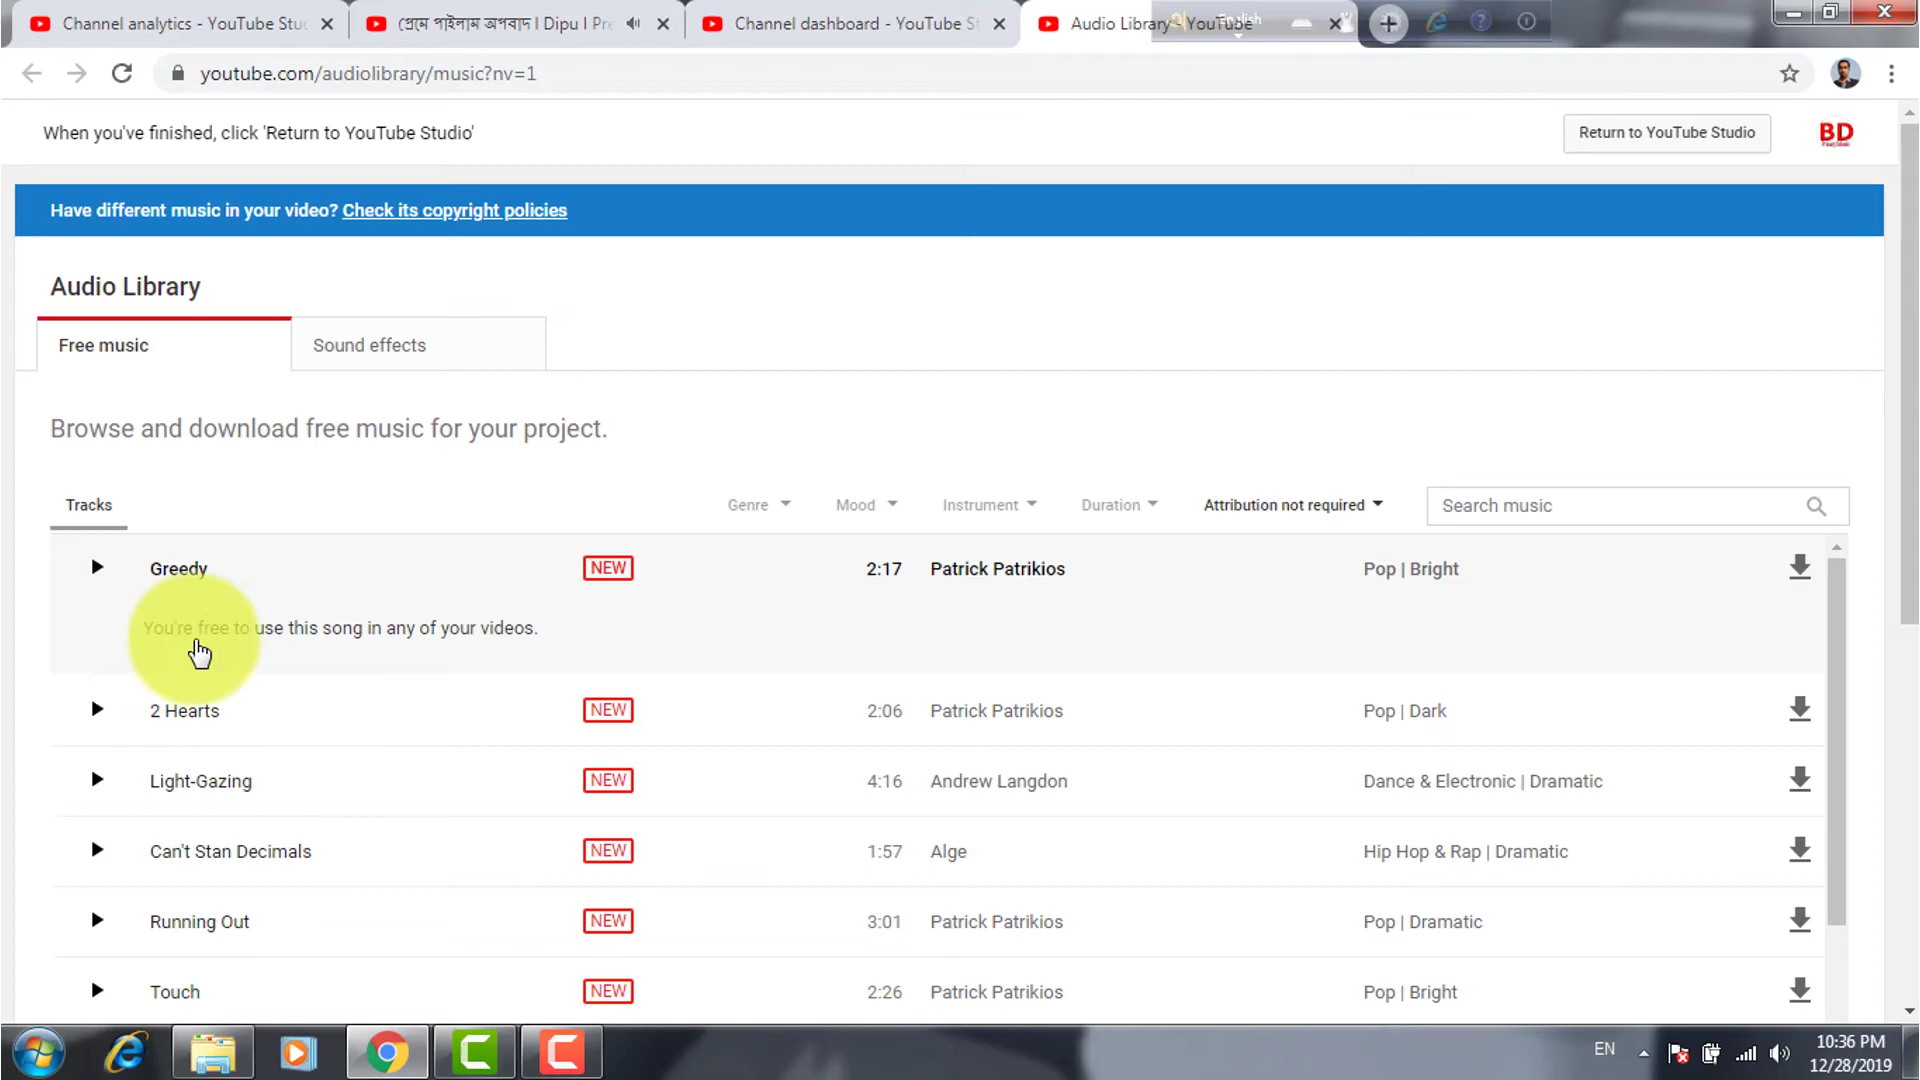 Channel analytics - YouTube Stuc
প্রেমে পাইলাম অপবাদ l Dipu l Pre
Channel dashboard - YouTube St
Audio Library - YouTube
English
youtube.com/audiolibrary/music?nv=1
When you've finished, click 'Return to YouTube Studio'
Return to YouTube Studio
BD
Have different music in your video? Check its copyright policies
Audio Library
Free music
Sound effects
Browse and download free music for your project.
Tracks
Genre
Mood
Instrument
Duration
Attribution not required
Search music
Greedy NEW 2:17 Patrick Patrikios Pop | Bright
You're free to use this song in any of your videos.
2 Hearts NEW 2:06 Patrick Patrikios Pop | Dark
Light-Gazing NEW 4:16 Andrew Langdon Dance & Electronic | Dramatic
Can't Stan Decimals NEW 1:57 Alge Hip Hop & Rap | Dramatic
Running Out NEW 3:01 Patrick Patrikios Pop | Dramatic
Touch NEW 2:26 Patrick Patrikios Pop | Bright
EN
10:36 PM
12/28/2019